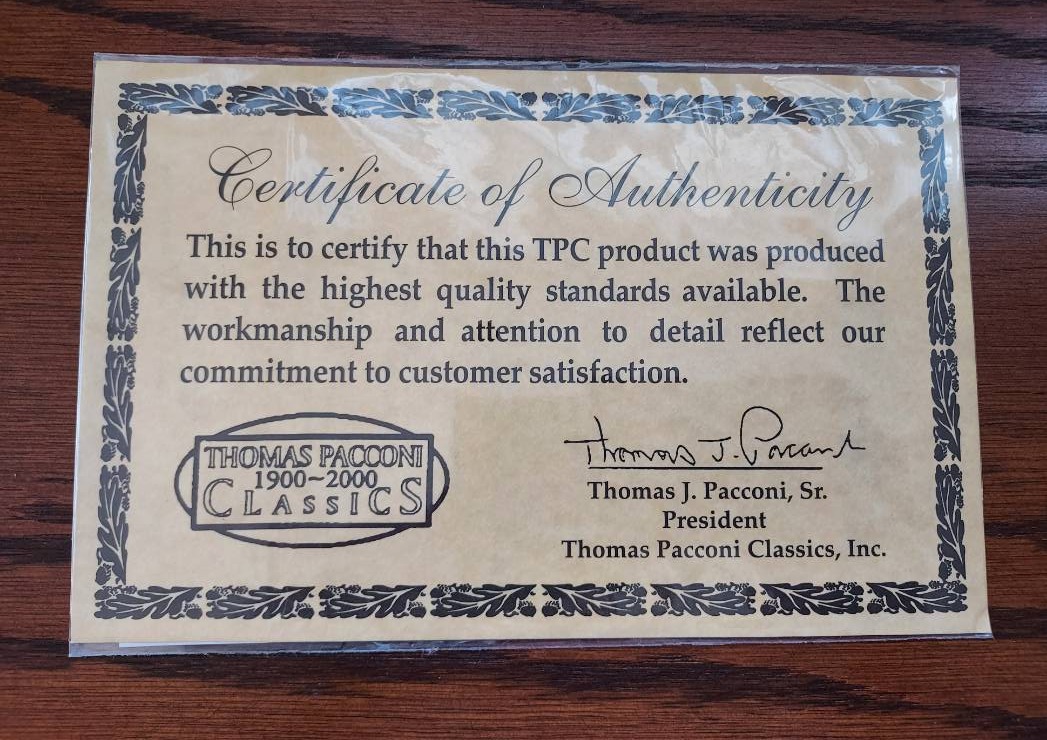 Certificate of Authenticity
This is to certify that this TPC product was produced
with the highest quality standards available. The
workmanship and attention to detail reflect our
commitment to customer satisfaction.
THOMAS PACCONI
1900~2000
CLASSICS
Thomas J. Pacconi
Thomas J. Pacconi, Sr.
President
Thomas Pacconi Classics, Inc.